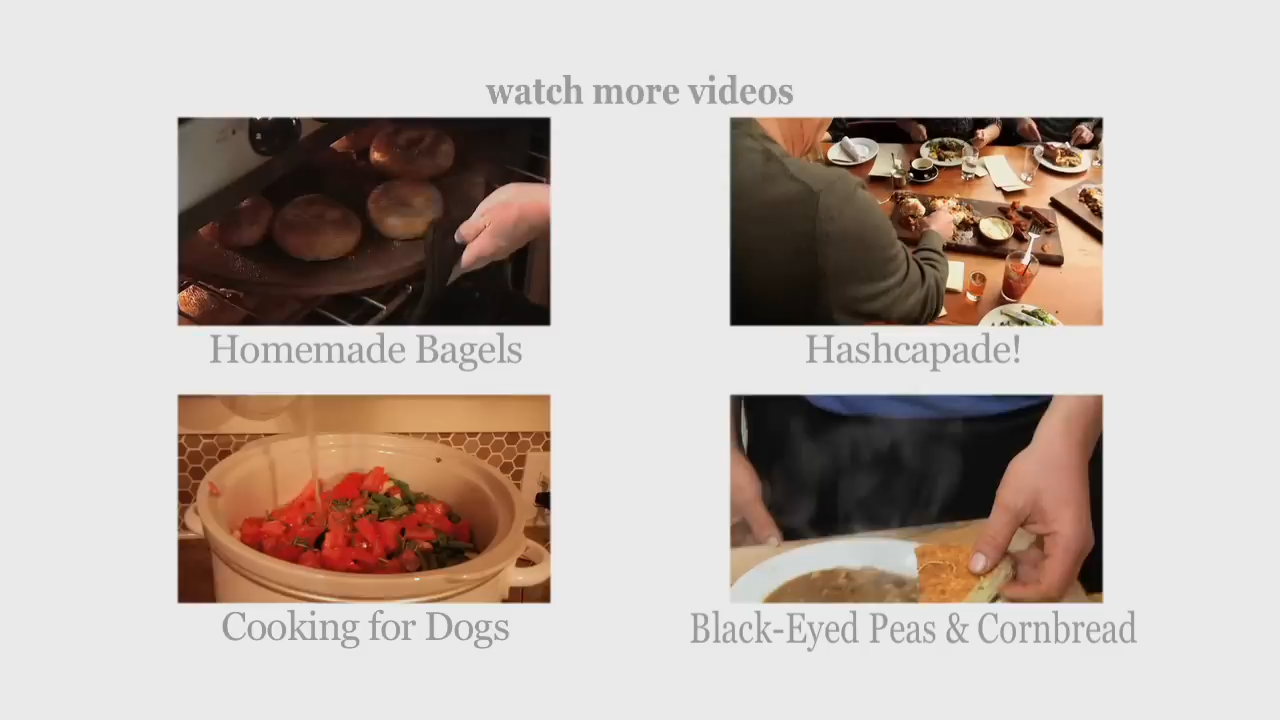 watch more videos
Homemade Bagels
Hashcapade!
Cooking for Dogs
Black-Eyed Peas & Cornbread